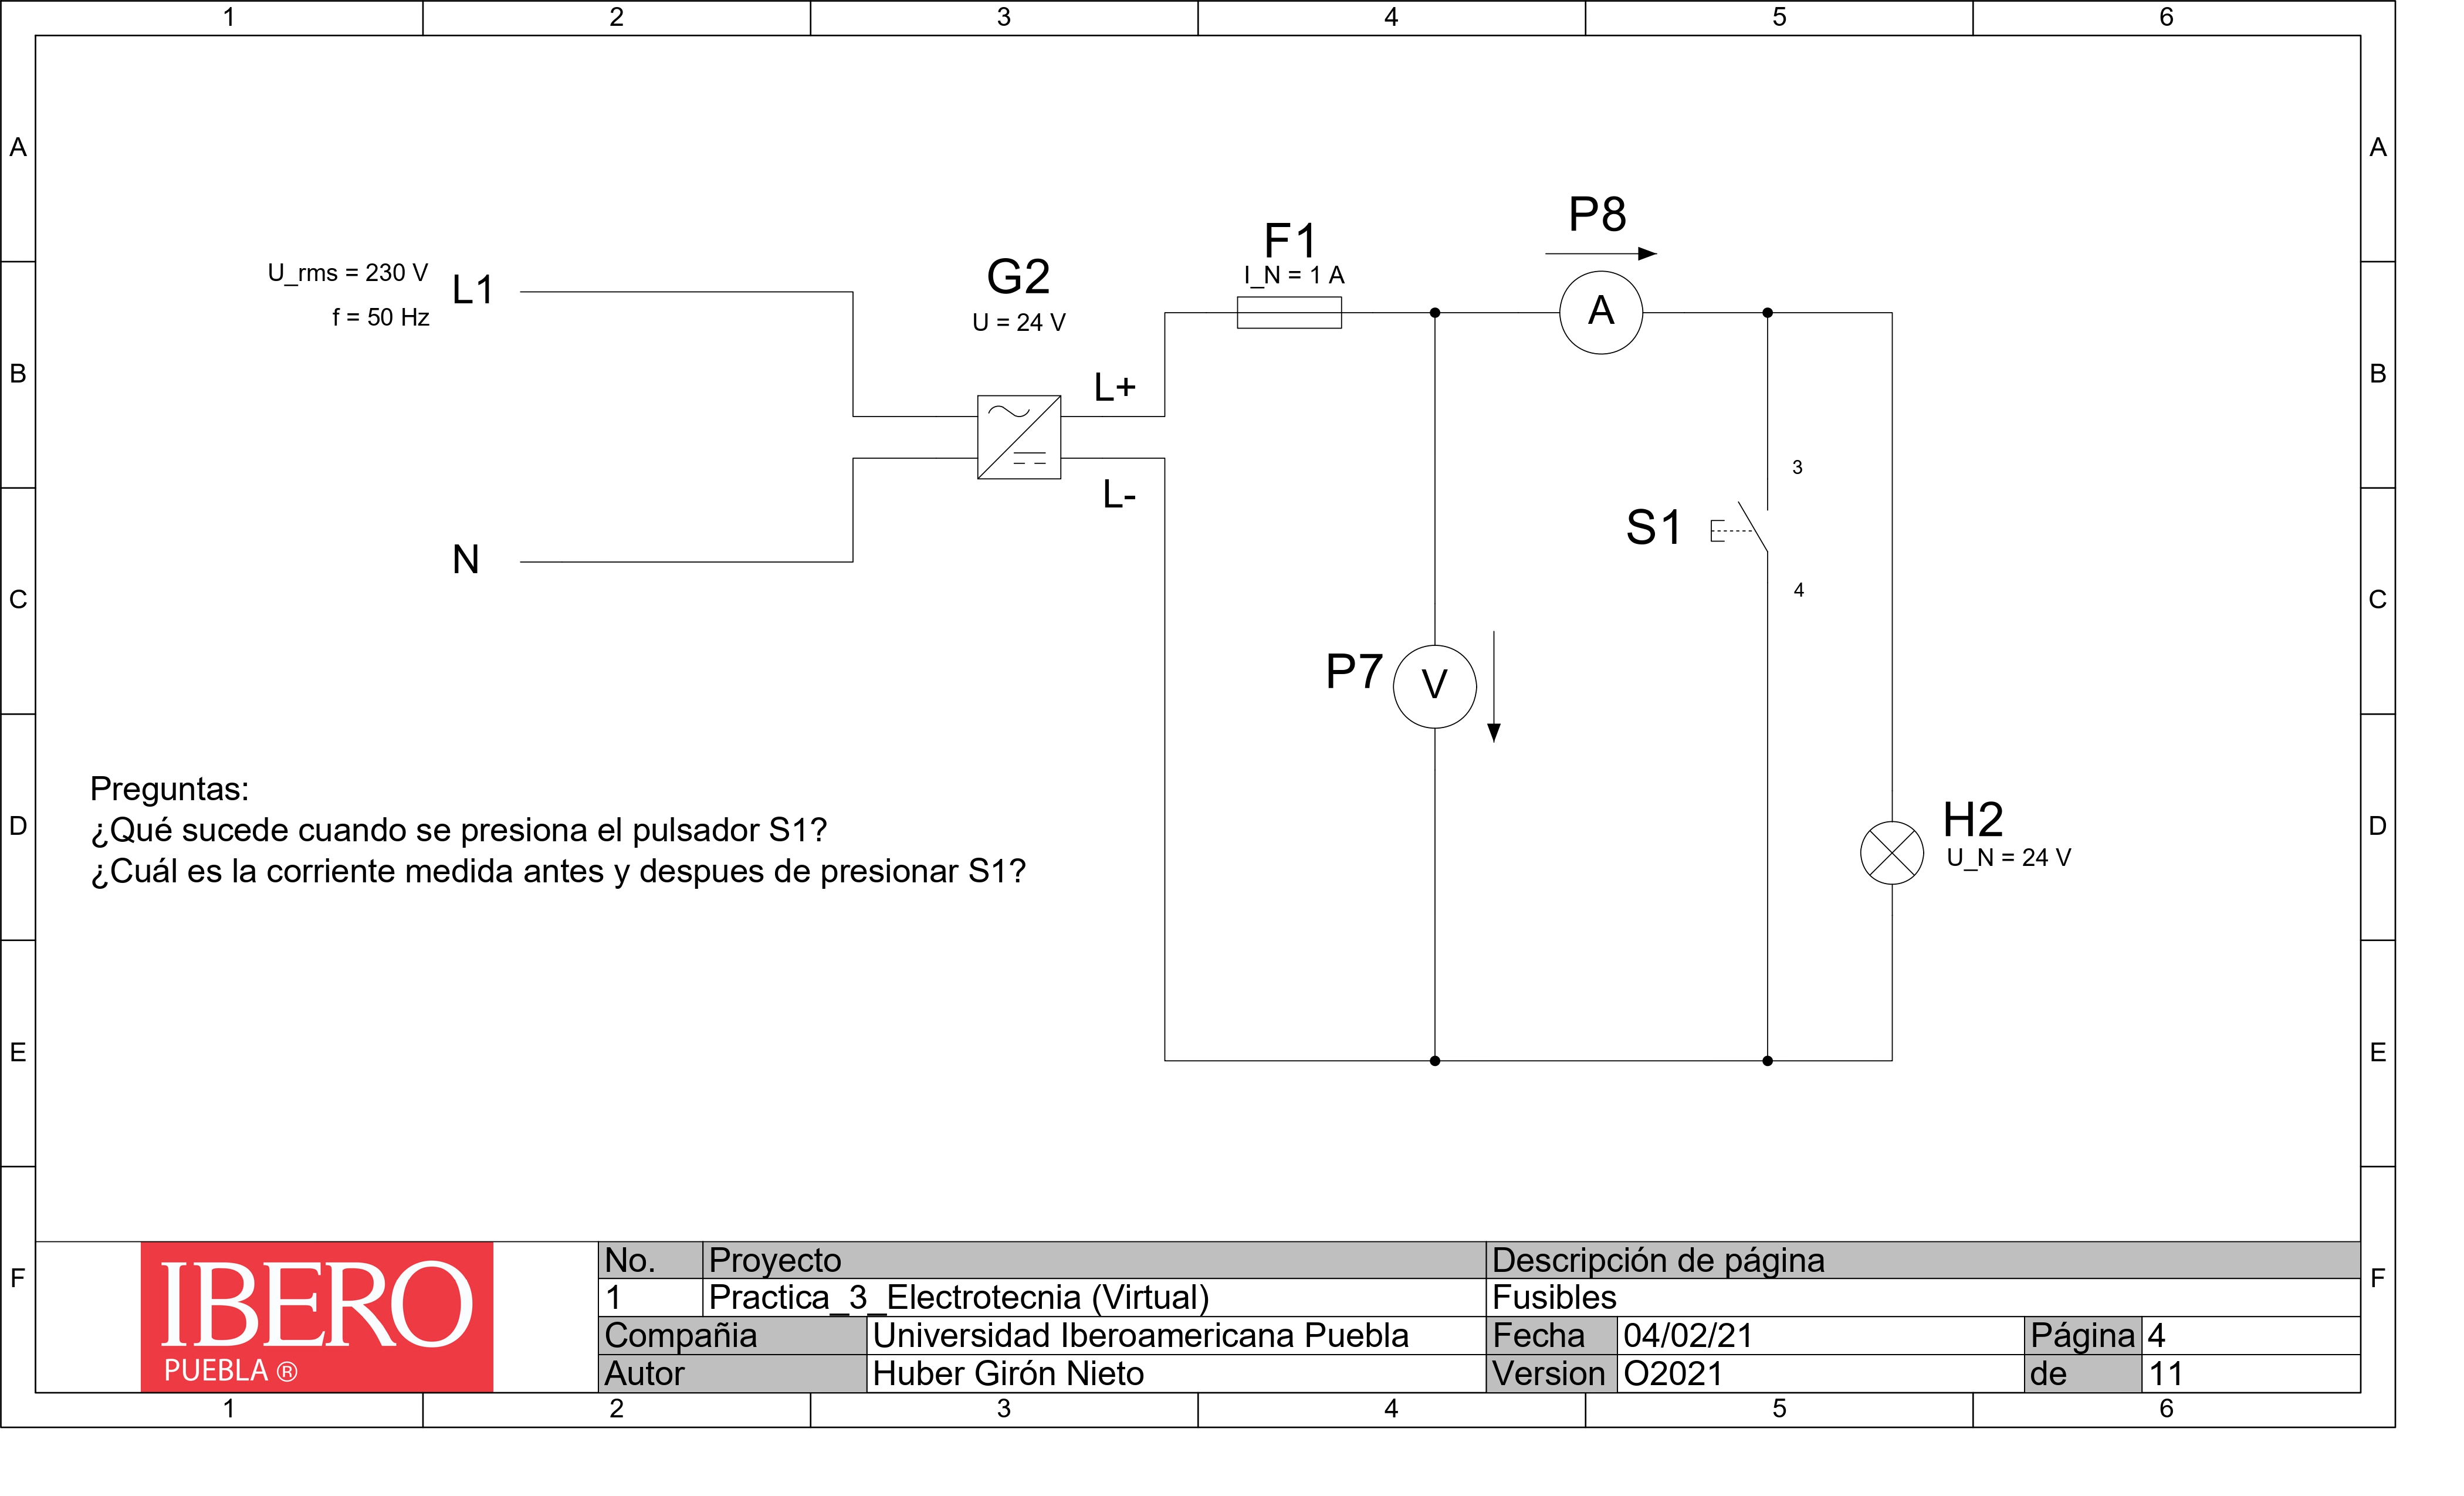 1 2 3 4 5 6
A A
P8
F1
U_rms = 230 V
L1
G2
I_N = 1 A
f = 50 Hz
U = 24 V
A
B B
L+
3
L-
S1
N
4
C C
P7
V
Preguntas:
¿Qué sucede cuando se presiona el pulsador S1?
¿Cuál es la corriente medida antes y despues de presionar S1?
D D
H2
U_N = 24 V
E E
F F
IBERO
PUEBLA ®
No. Proyecto Descripción de página
1 Practica_3_Electrotecnia (Virtual) Fusibles
Compañia Universidad Iberoamericana Puebla Fecha 04/02/21 Página 4
Autor Huber Girón Nieto Version O2021 de 11
1 2 3 4 5 6